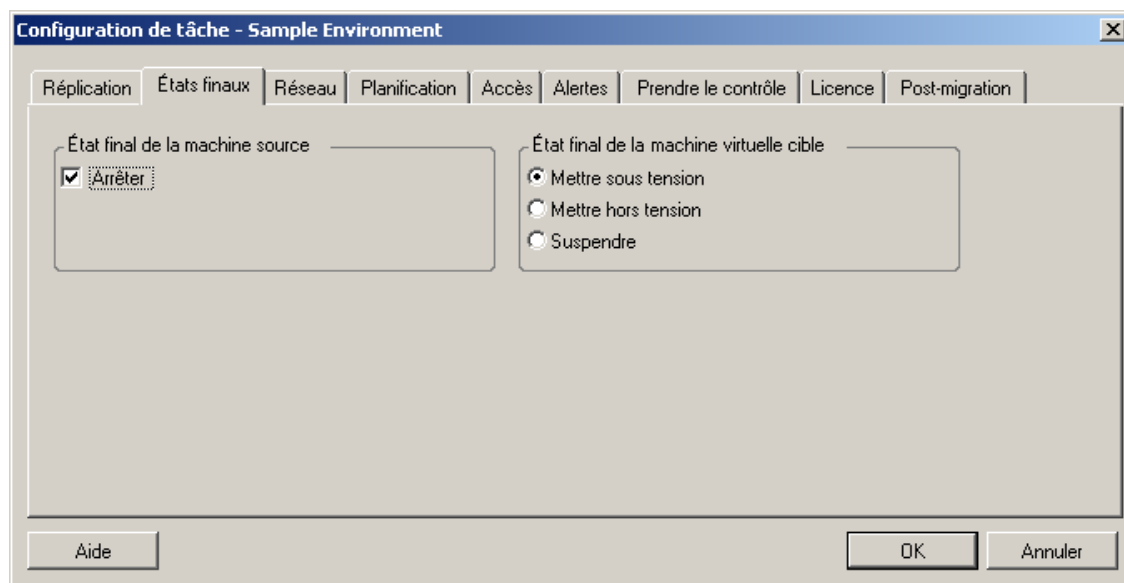 Configuration de tâche - Sample Environment
Réplication États finaux Réseau Planification Accès Alertes Prendre le contrôle Licence Post-migration
État final de la machine source État final de la machine virtuelle cible
Arrêter Mettre sous tension
Mettre hors tension
Suspendre
Aide OK Annuler